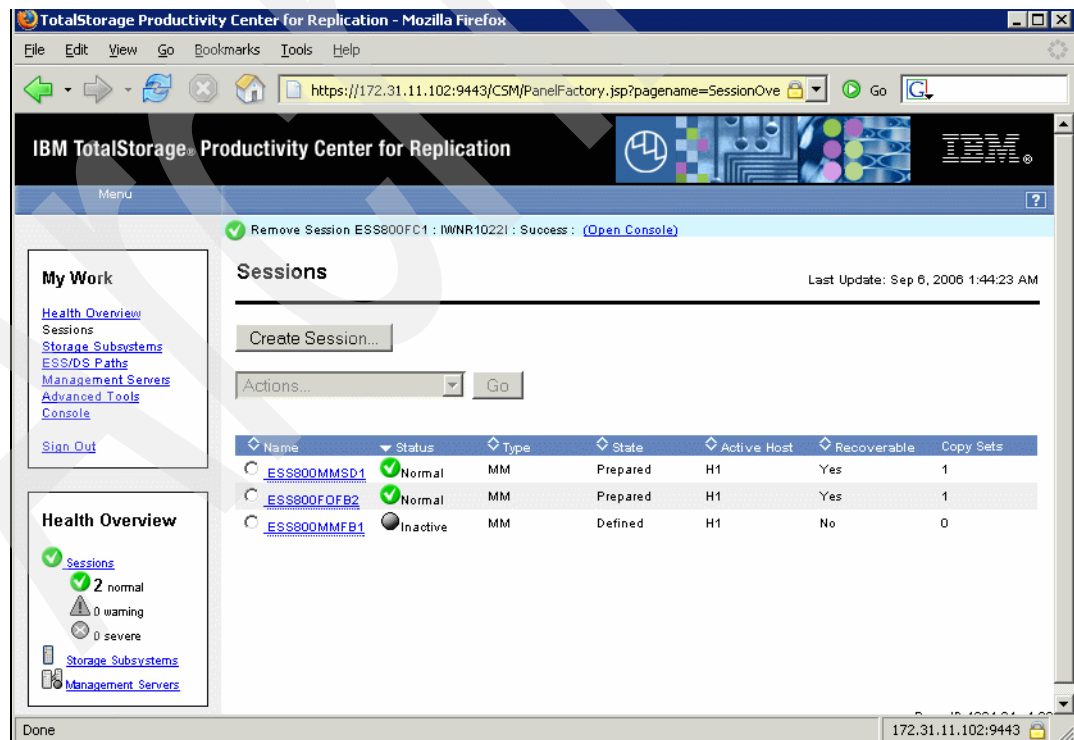 TotalStorage Productivity Center for Replication - Mozilla Firefox
File Edit View Go Bookmarks Tools Help
https://172.31.11.102:9443/CSM/PanelFactory.jsp?pagename=SessionOve Go G
IBM TotalStorage® Productivity Center for Replication IBM®
Menu ?
Remove Session ESS800FC1 : IWNR1022I : Success : (Open Console)
My Work
Health Overview
Sessions
Storage Subsystems
ESS/DS Paths
Management Servers
Advanced Tools
Console
Sign Out
Health Overview
Sessions
2 normal
0 warning
0 severe
Storage Subsystems
Management Servers
Sessions
Last Update: Sep 6, 2006 1:44:23 AM
Create Session...
Actions... Go
Name Status Type State Active Host Recoverable Copy Sets
ESS800MMSD1 Normal MM Prepared H1 Yes 1
ESS800FOFB2 Normal MM Prepared H1 Yes 1
ESS800MMFB1 Inactive MM Defined H1 No 0
Done 172.31.11.102:9443